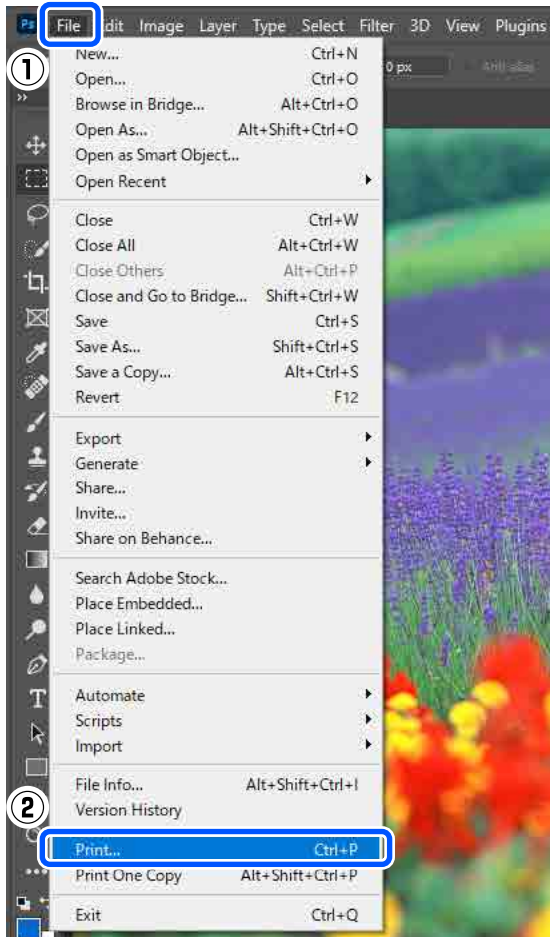 Ps File Edit Image Layer Type Select Filter 3D View Plugins
①
0 px Anti-alias
New... Ctrl+N
Open... Ctrl+O
Browse in Bridge... Alt+Ctrl+O
Open As... Alt+Shift+Ctrl+O
Open as Smart Object...
Open Recent
Close Ctrl+W
Close All Alt+Ctrl+W
Close Others Alt+Ctrl+P
Close and Go to Bridge... Shift+Ctrl+W
Save Ctrl+S
Save As... Shift+Ctrl+S
Save a Copy... Alt+Ctrl+S
Revert F12
Export
Generate
Share...
Invite...
Share on Behance...
Search Adobe Stock...
Place Embedded...
Place Linked...
Package...
Automate
Scripts
Import
File Info... Alt+Shift+Ctrl+I
Version History
②
Print... Ctrl+P
Print One Copy Alt+Shift+Ctrl+P
Exit Ctrl+Q